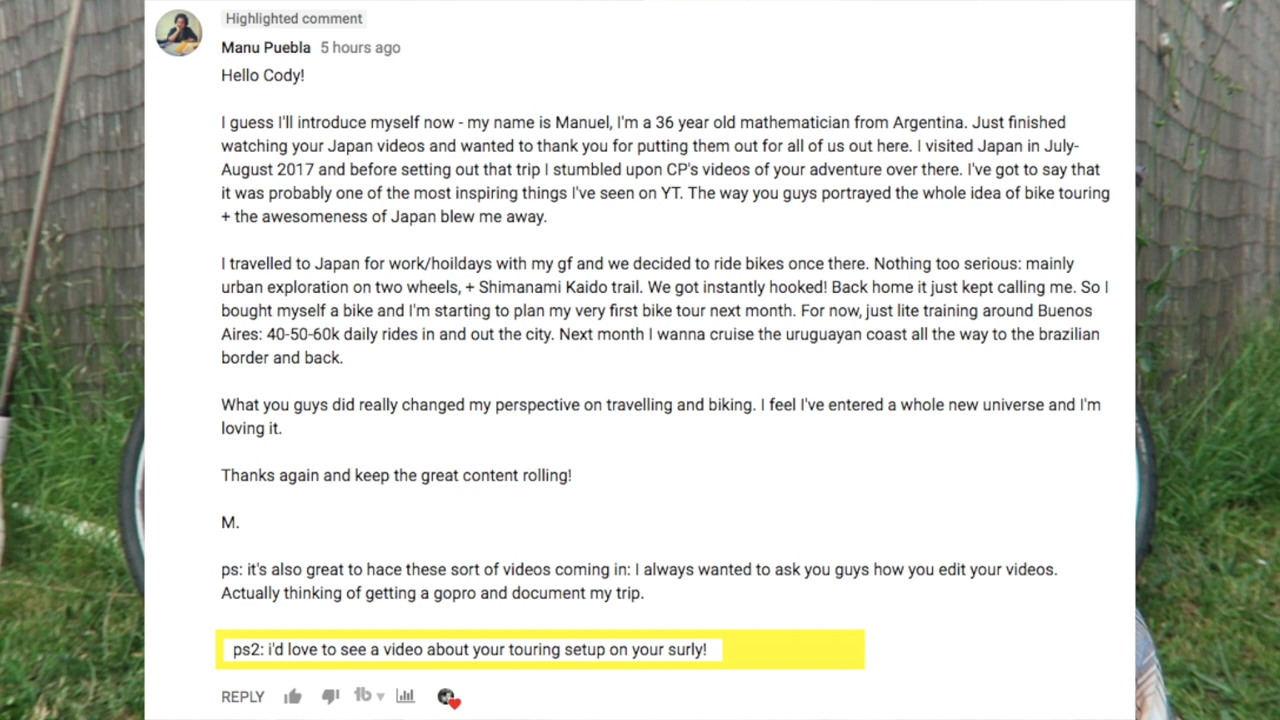 Highlighted comment
Manu Puebla 5 hours ago
Hello Cody!
I guess I'll introduce myself now - my name is Manuel, I'm a 36 year old mathematician from Argentina. Just finished
watching your Japan videos and wanted to thank you for putting them out for all of us out here. I visited Japan in July-
August 2017 and before setting out that trip I stumbled upon CP's videos of your adventure over there. I've got to say that
it was probably one of the most inspiring things I've seen on YT. The way you guys portrayed the whole idea of bike touring
+ the awesomeness of Japan blew me away.
I travelled to Japan for work/hoildays with my gf and we decided to ride bikes once there. Nothing too serious: mainly
urban exploration on two wheels, + Shimanami Kaido trail. We got instantly hooked! Back home it just kept calling me. So I
bought myself a bike and I'm starting to plan my very first bike tour next month. For now, just lite training around Buenos
Aires: 40-50-60k daily rides in and out the city. Next month I wanna cruise the uruguayan coast all the way to the brazilian
border and back.
What you guys did really changed my perspective on travelling and biking. I feel I've entered a whole new universe and I'm
loving it.
Thanks again and keep the great content rolling!
M.
ps: it's also great to hace these sort of videos coming in: I always wanted to ask you guys how you edit your videos.
Actually thinking of getting a gopro and document my trip.
ps2: i'd love to see a video about your touring setup on your surly!
REPLY